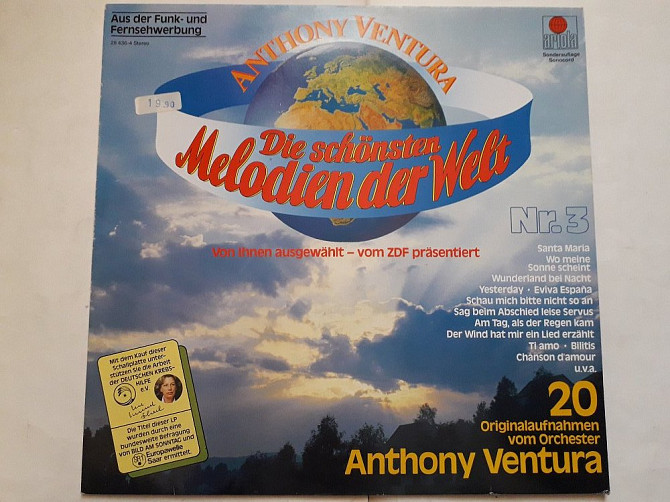 Aus der Funk- und
Fernsehwerbung
Stereo
ariola
Sonderauflage
Sonocord
ANTHONY VENTURA
Die schönsten
Melodien der Welt
Nr. 3
Von Ihnen ausgewählt – vom ZDF präsentiert
Santa Maria
Wo meine
Sonne scheint
Wunderland bei Nacht
Yesterday · Eviva España
Schau mich bitte nicht so an
Sag beim Abschied leise Servus
Am Tag, als der Regen kam
Der Wind hat mir ein Lied erzählt
Ti amo · Bilitis
Chanson d'amour
u.v.a.
Mit dem Kauf dieser
Schallplatte unter-
stützen Sie die Arbeit
der DEUTSCHEN KREBS-
HILFE
e.V.
Die Titel dieser LP
wurden durch eine
bundesweite Befragung
von BILD AM SONNTAG und
SR1 Europawelle
Saar ermittelt.
20
Originalaufnahmen
vom Orchester
Anthony Ventura